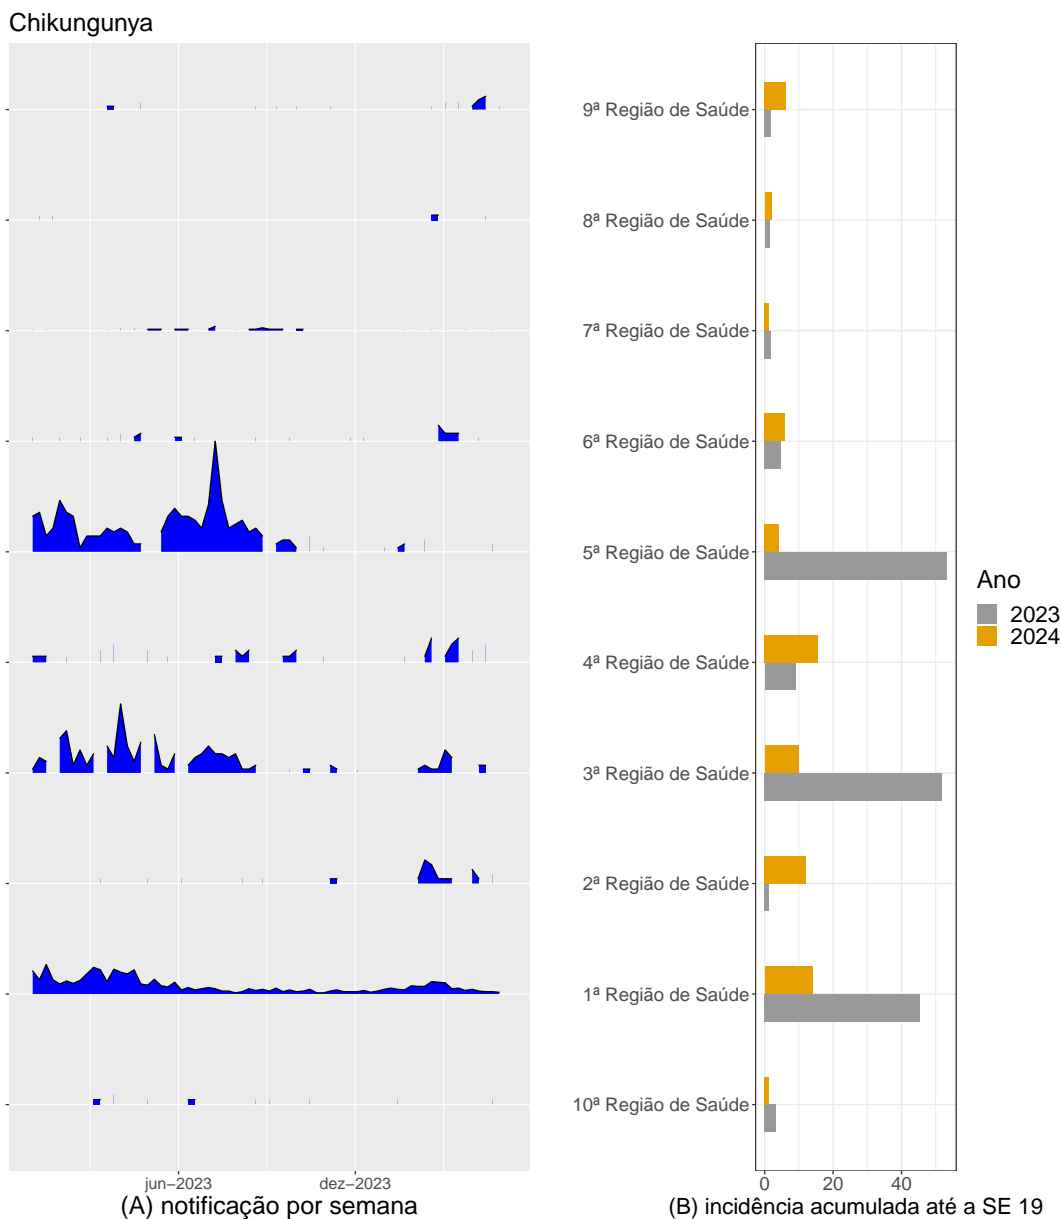 Chikungunya
9ª Região de Saúde
8ª Região de Saúde
7ª Região de Saúde
6ª Região de Saúde
5ª Região de Saúde
4ª Região de Saúde
3ª Região de Saúde
2ª Região de Saúde
1ª Região de Saúde
10ª Região de Saúde
jun−2023 dez−2023
(A) notificação por semana
0 20 40
(B) incidência acumulada até a SE 19
Ano
2023
2024